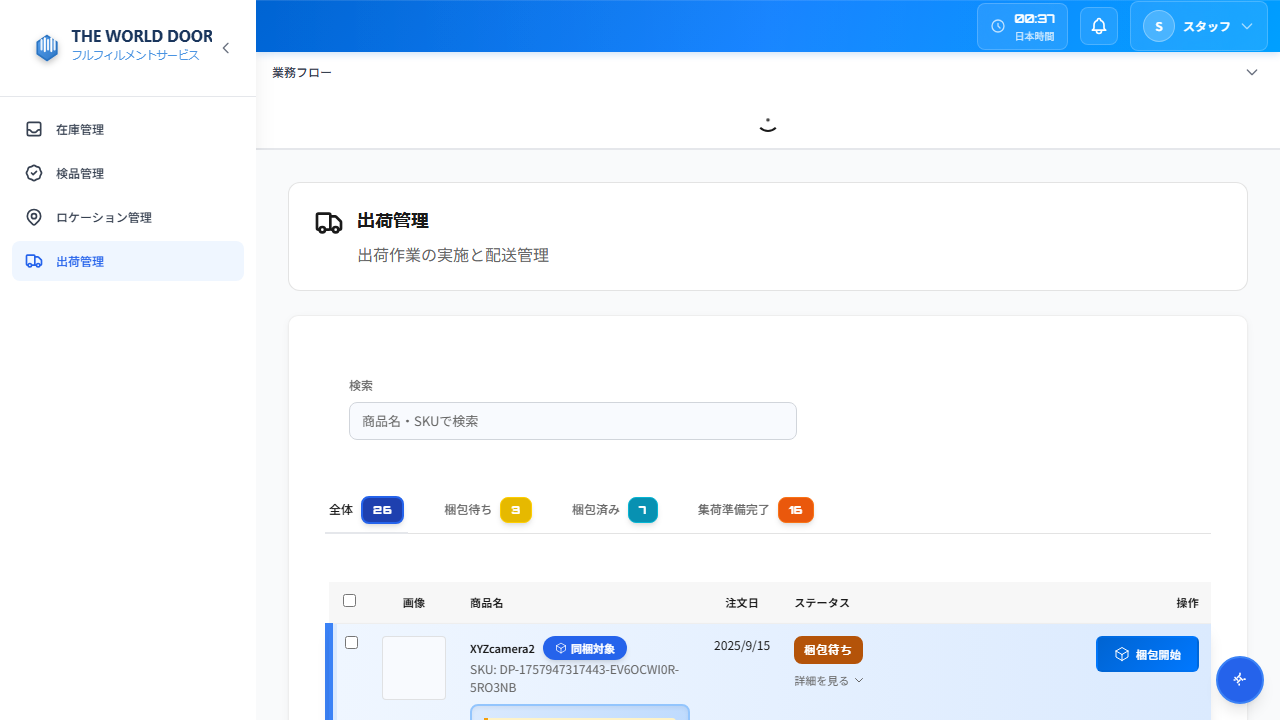 THE WORLD DOOR
フルフィルメントサービス
00:37
日本時間
S
スタッフ
業務フロー
在庫管理
検品管理
ロケーション管理
出荷管理
出荷管理
出荷作業の実施と配送管理
検索
商品名・SKUで検索
全体 26
梱包待ち 3
梱包済み 7
集荷準備完了 16
画像 商品名 注文日 ステータス 操作
XYZcamera2 同梱対象 2025/9/15 梱包待ち 梱包開始
SKU: DP-1757947317443-EV6OCWI0R-
5RO3NB
詳細を見る